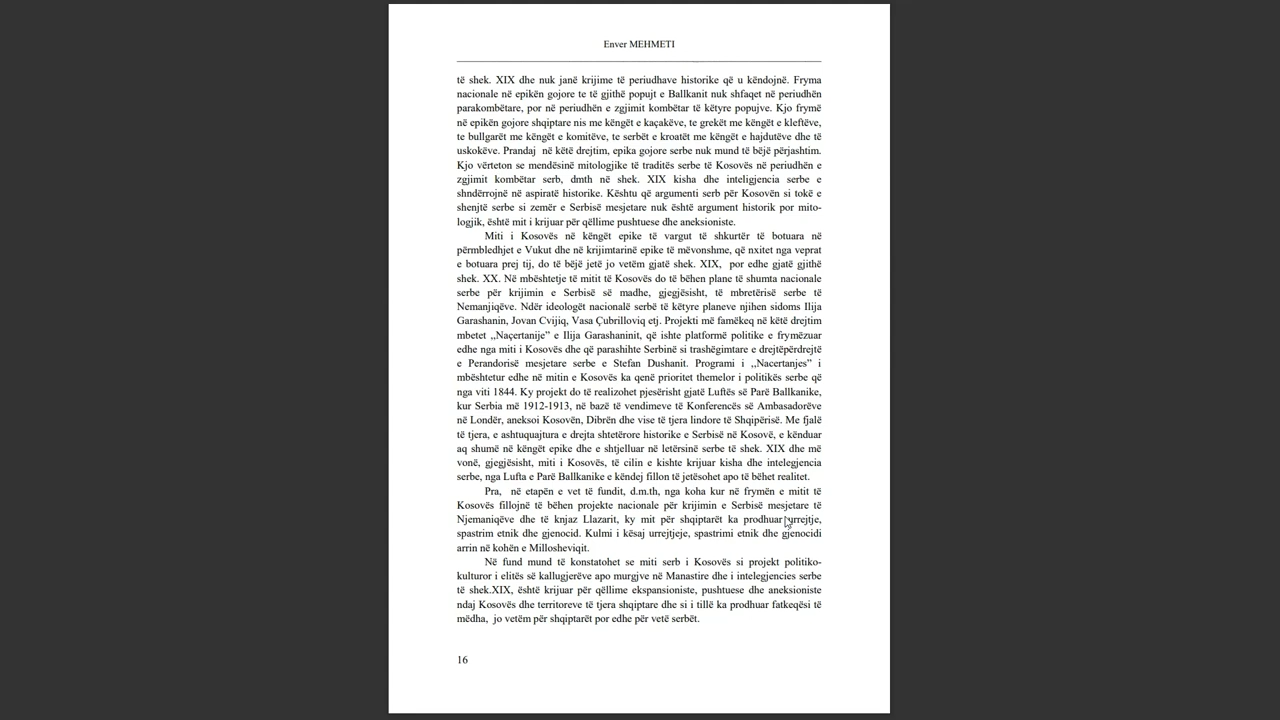 Enver MEHMETI
të shek. XIX dhe nuk janë krijime të periudhave historike që u këndojnë. Fryma
nacionale në epikën gojore te të gjithë popujt e Ballkanit nuk shfaqet në periudhën
parakombëtare, por në periudhën e zgjimit kombëtar të këtyre popujve. Kjo frymë
në epikën gojore shqiptare nis me këngët e kaçakëve, te grekët me këngët e kleftëve,
te bullgarët me këngët e komitëve, te serbët e kroatët me këngët e hajdutëve dhe të
uskokëve. Prandaj  në këtë drejtim, epika gojore serbe nuk mund të bëjë përjashtim.
Kjo vërteton se mendësinë mitologjike të traditës serbe të Kosovës në periudhën e
zgjimit kombëtar serb, dmth në shek. XIX kisha dhe inteligjencia serbe e
shndërrojnë në aspiratë historike. Kështu që argumenti serb për Kosovën si tokë e
shenjtë serbe si zemër e Serbisë mesjetare nuk është argument historik por mito-
logjik, është mit i krijuar për qëllime pushtuese dhe aneksioniste.
Miti i Kosovës në këngët epike të vargut të shkurtër të botuara në
përmbledhjet e Vukut dhe në krijimtarinë epike të mëvonshme, që nxitet nga veprat
e botuara prej tij, do të bëjë jetë jo vetëm gjatë shek. XIX,  por edhe gjatë gjithë
shek. XX. Në mbështetje të mitit të Kosovës do të bëhen plane të shumta nacionale
serbe për krijimin e Serbisë së madhe, gjegjësisht, të mbretërisë serbe të
Nemanjiqëve. Ndër ideologët nacionalë serbë të këtyre planeve njihen sidoms Ilija
Garashanin, Jovan Cvijiq, Vasa Çubrilloviq etj. Projekti më famëkeq në këtë drejtim
mbetet ,,Naçertanije” e Ilija Garashaninit, që ishte platformë politike e frymëzuar
edhe nga miti i Kosovës dhe që parashihte Serbinë si trashëgimtare e drejtëpërdrejtë
e Perandorisë mesjetare serbe e Stefan Dushanit. Programi i ,,Nacertanjes” i
mbështetur edhe në mitin e Kosovës ka qenë prioritet themelor i politikës serbe që
nga viti 1844. Ky projekt do të realizohet pjesërisht gjatë Luftës së Parë Ballkanike,
kur Serbia më 1912-1913, në bazë të vendimeve të Konferencës së Ambasadorëve
në Londër, aneksoi Kosovën, Dibrën dhe vise të tjera lindore të Shqipërisë. Me fjalë
të tjera, e ashtuquajtura e drejta shtetërore historike e Serbisë në Kosovë, e kënduar
aq shumë në këngët epike dhe e shtjelluar në letërsinë serbe të shek. XIX dhe më
vonë, gjegjësisht, miti i Kosovës, të cilin e kishte krijuar kisha dhe intelegjencia
serbe, nga Lufta e Parë Ballkanike e këndej fillon të jetësohet apo të bëhet realitet.
Pra,  në etapën e vet të fundit, d.m.th, nga koha kur në frymën e mitit të
Kosovës fillojnë të bëhen projekte nacionale për krijimin e Serbisë mesjetare të
Njemaniqëve dhe të knjaz Llazarit, ky mit për shqiptarët ka prodhuar urrejtje,
spastrim etnik dhe gjenocid. Kulmi i kësaj urrejtjeje, spastrimi etnik dhe gjenocidi
arrin në kohën e Millosheviqit.
Në fund mund të konstatohet se miti serb i Kosovës si projekt politiko-
kulturor i elitës së kallugjerëve apo murgjve në Manastire dhe i intelegjencies serbe
të shek.XIX, është krijuar për qëllime ekspansioniste, pushtuese dhe aneksioniste
ndaj Kosovës dhe territoreve të tjera shqiptare dhe si i tillë ka prodhuar fatkeqësi të
mëdha,  jo vetëm për shqiptarët por edhe për vetë serbët.
16